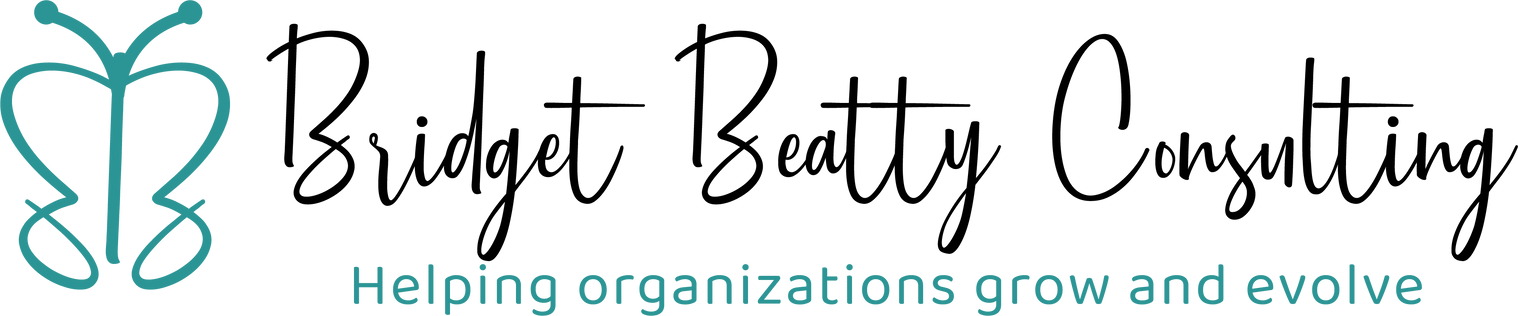 Bridget Beatty Consulting
Helping organizations grow and evolve